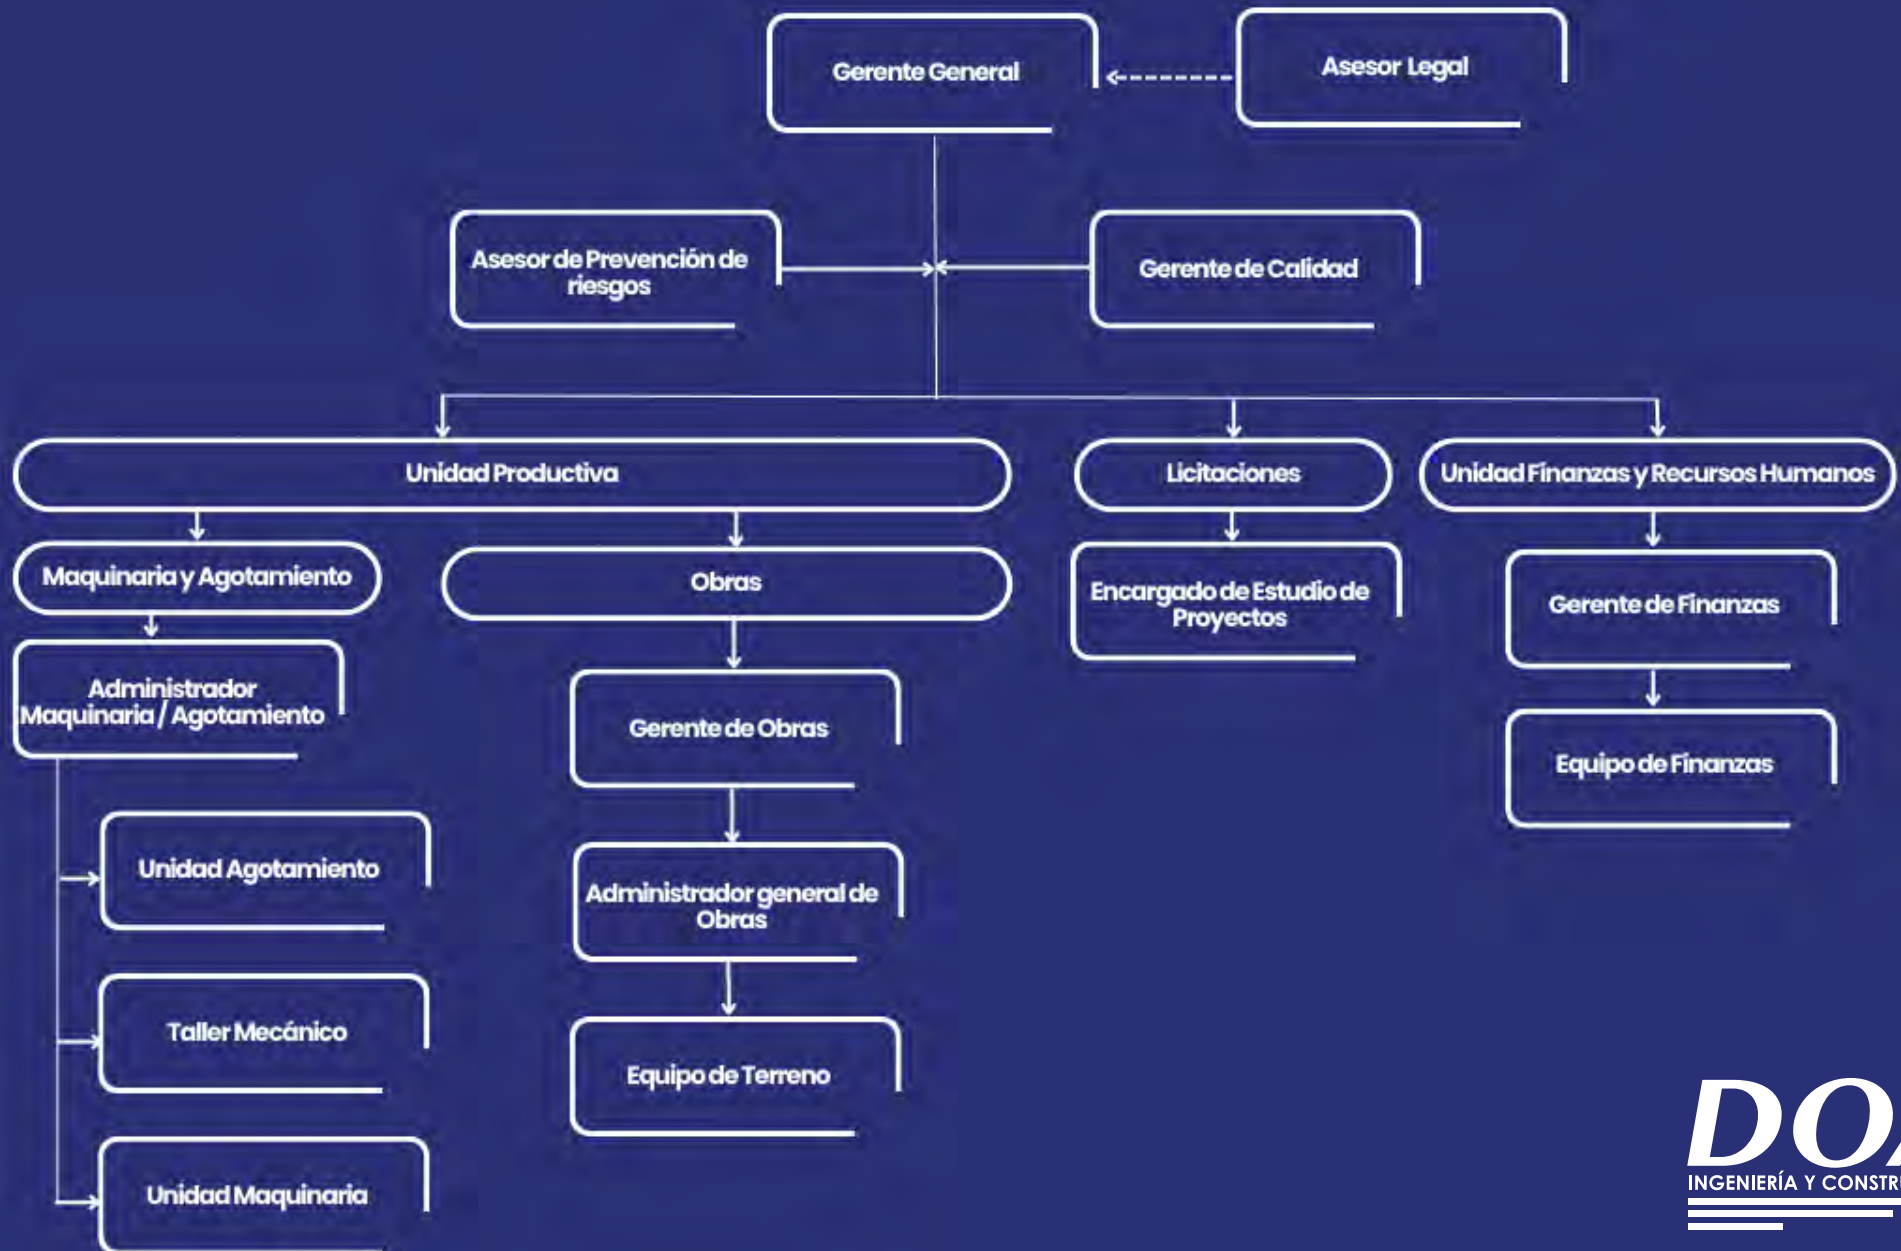 Gerente General
Asesor Legal
Asesor de Prevención de
riesgos
Gerente de Calidad
Unidad Productiva
Licitaciones
Unidad Finanzas y Recursos Humanos
Maquinaria y Agotamiento
Obras
Encargado de Estudio de
Proyectos
Gerente de Finanzas
Administrador
Maquinaria / Agotamiento
Gerente de Obras
Equipo de Finanzas
Unidad Agotamiento
Administrador general de
Obras
Taller Mecánico
Equipo de Terreno
Unidad Maquinaria
INGENIERÍA Y